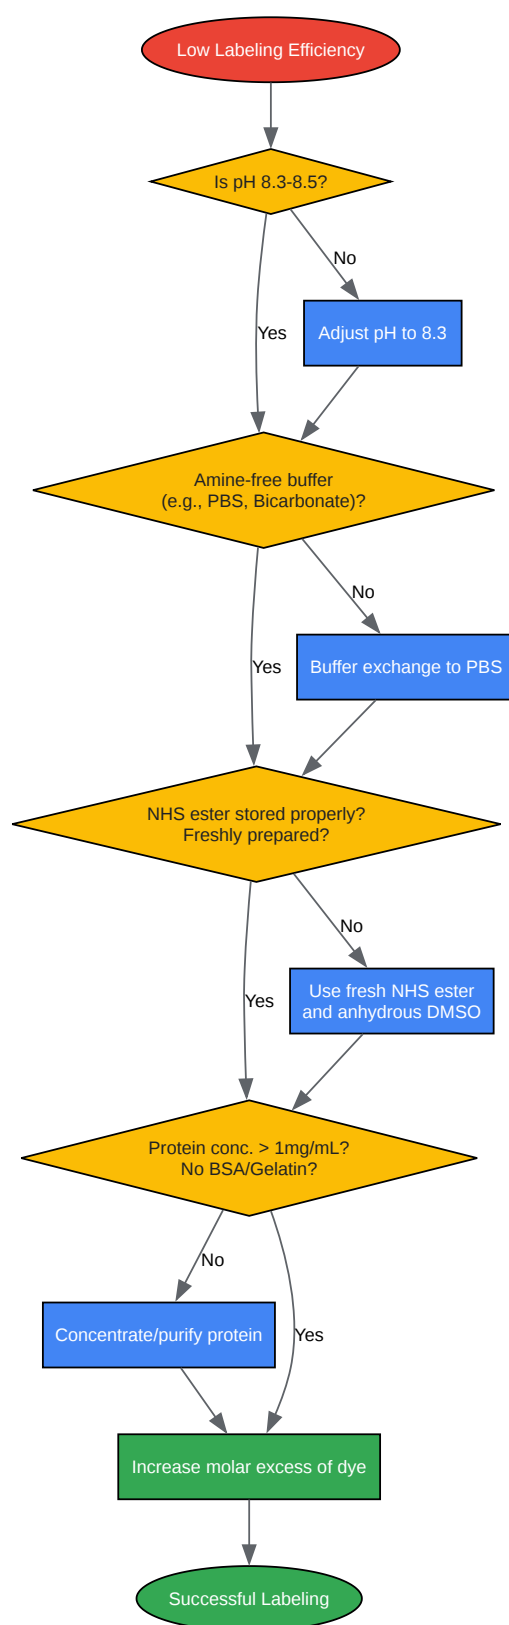 Low Labeling Efficiency
Is pH 8.3-8.5?
No
Yes
Adjust pH to 8.3
Amine-free buffer
(e.g., PBS, Bicarbonate)?
No
Yes
Buffer exchange to PBS
NHS ester stored properly?
Freshly prepared?
No
Yes
Use fresh NHS ester
and anhydrous DMSO
Protein conc. > 1mg/mL?
No BSA/Gelatin?
No
Concentrate/purify protein
Yes
Increase molar excess of dye
Successful Labeling